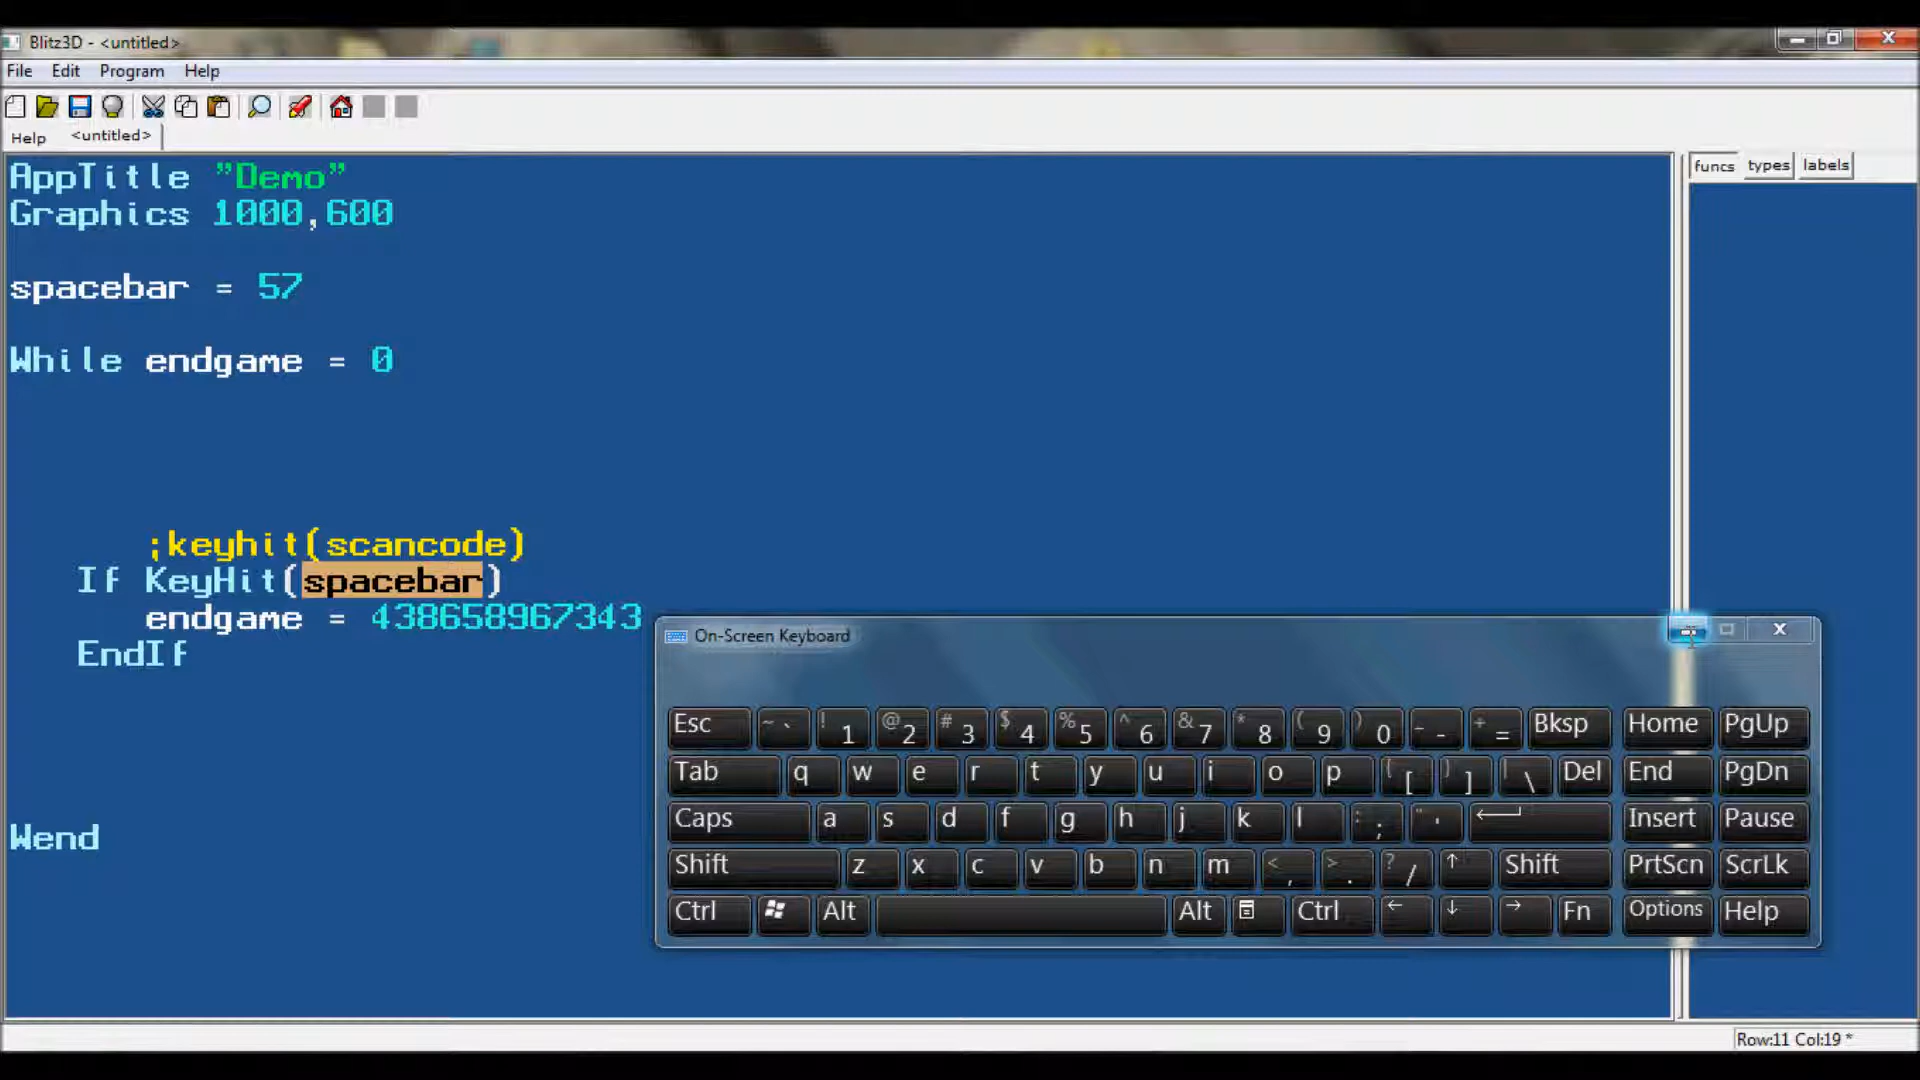 Blitz3D - <untitled>
File Edit Program Help
Help <untitled>
funcs types labels
AppTitle "Demo"
Graphics 1000,600
spacebar = 57
While endgame = 0
;keyhit(scancode)
If KeyHit(spacebar)
endgame = 438658967343
EndIf
Wend
On-Screen Keyboard
Esc ~ ` ! 1 @ 2 # 3 $ 4 % 5 ^ 6 & 7 * 8 ( 9 ) 0 _ - + = Bksp Home PgUp
Tab q w e r t y u i o p { [ } ] | \ Del End PgDn
Caps a s d f g h j k l : ; " ' Insert Pause
Shift z x c v b n m < , > . ? / ↑ Shift PrtScn ScrLk
Ctrl Alt Alt Ctrl ← ↓ → Fn Options Help
Row:11 Col:19 *